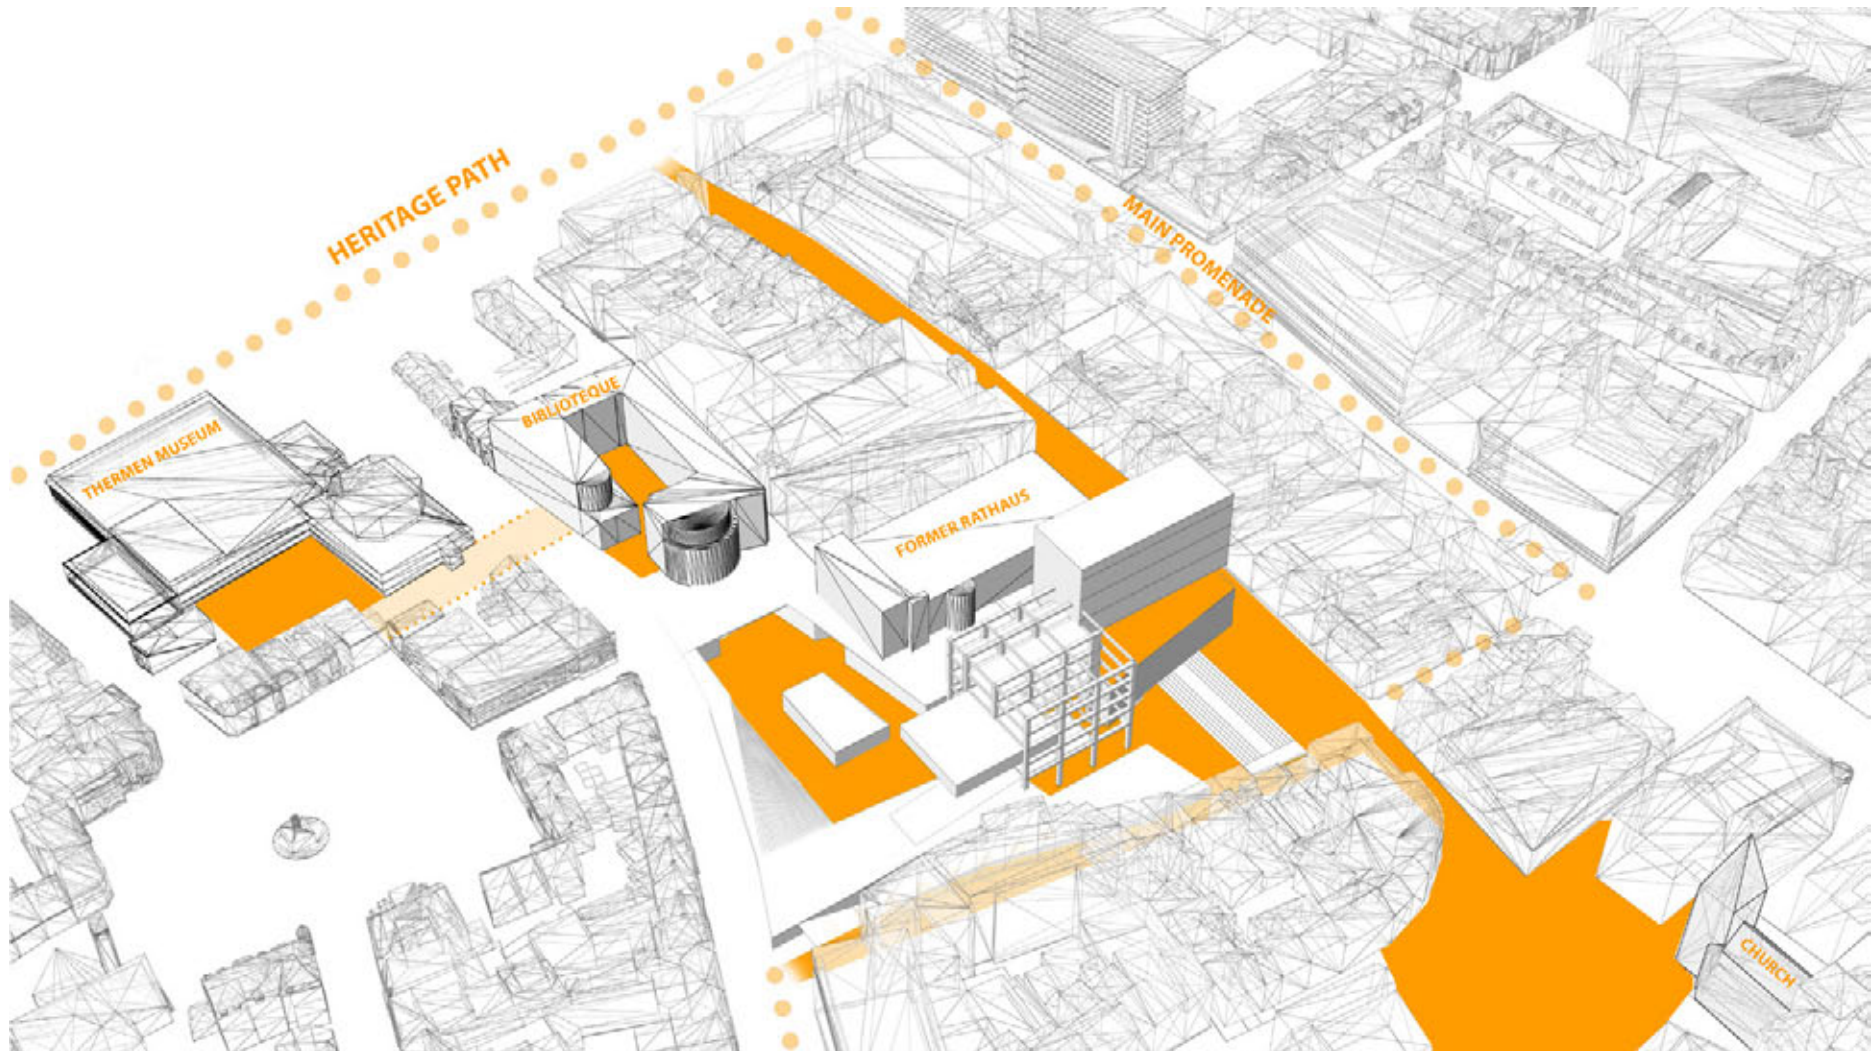 HERITAGE PATH
MAIN PROMENADE
THERMEN MUSEUM
BIBLIOTEQUE
FORMER RATHAUS
CHURCH